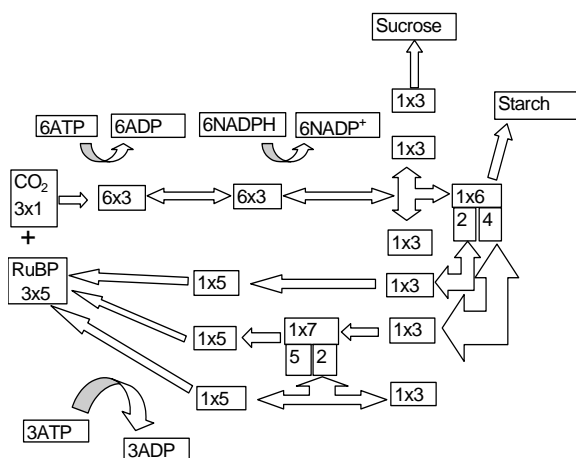 Sucrose
1x3
Starch
6ATP 6ADP 6NADPH 6NADP+
1x3
CO2
3x1
6x3 6x3 1x6
2 4
+
1x3
RuBP
3x5
1x5 1x3
1x5 1x7 1x3
5 2
1x5 1x3
3ATP
3ADP